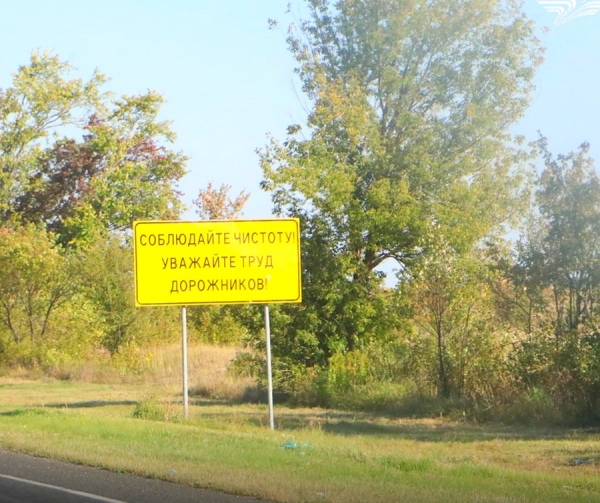 СОБЛЮДАЙТЕ ЧИСТОТУ!
УВАЖАЙТЕ ТРУД
ДОРОЖНИКОВ!